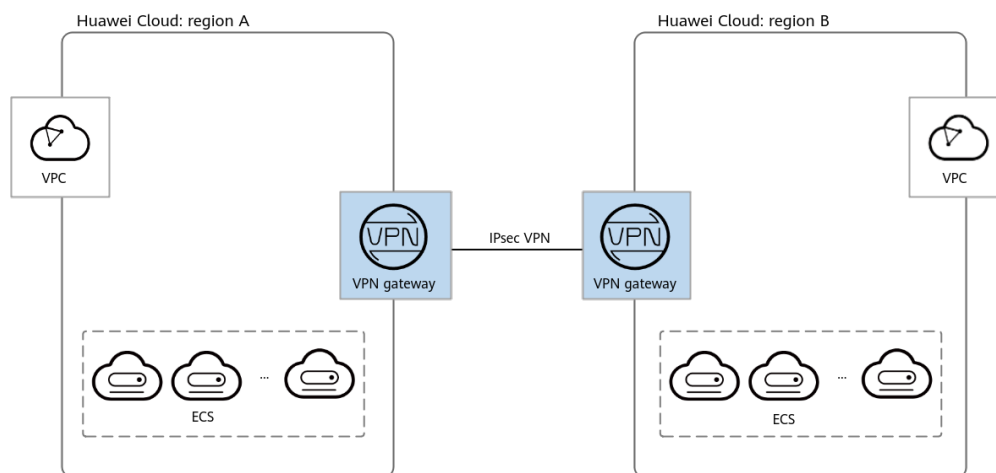 Huawei Cloud: region A
Huawei Cloud: region B
VPC
VPC
VPN
IPsec VPN
VPN
VPN gateway
VPN gateway
...
...
ECS
ECS